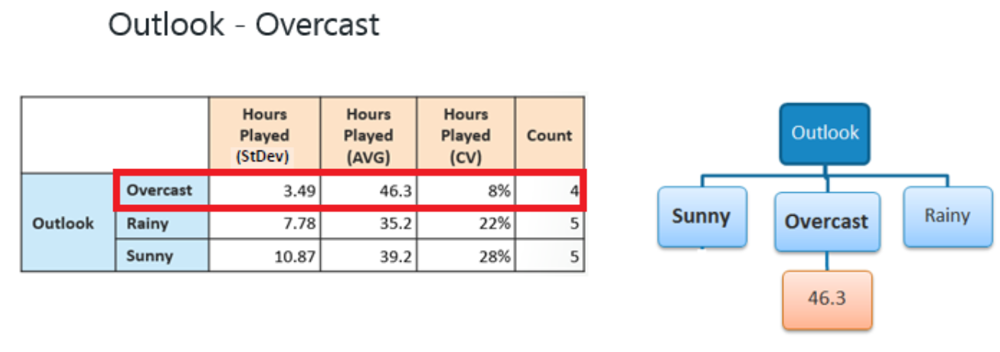 Outlook - Overcast
Hours Played (StDev) Hours Played (AVG) Hours Played (CV) Count
Outlook
Overcast 3.49 46.3 8% 4
Rainy 7.78 35.2 22% 5
Sunny 10.87 39.2 28% 5
Outlook
Sunny Overcast Rainy
46.3